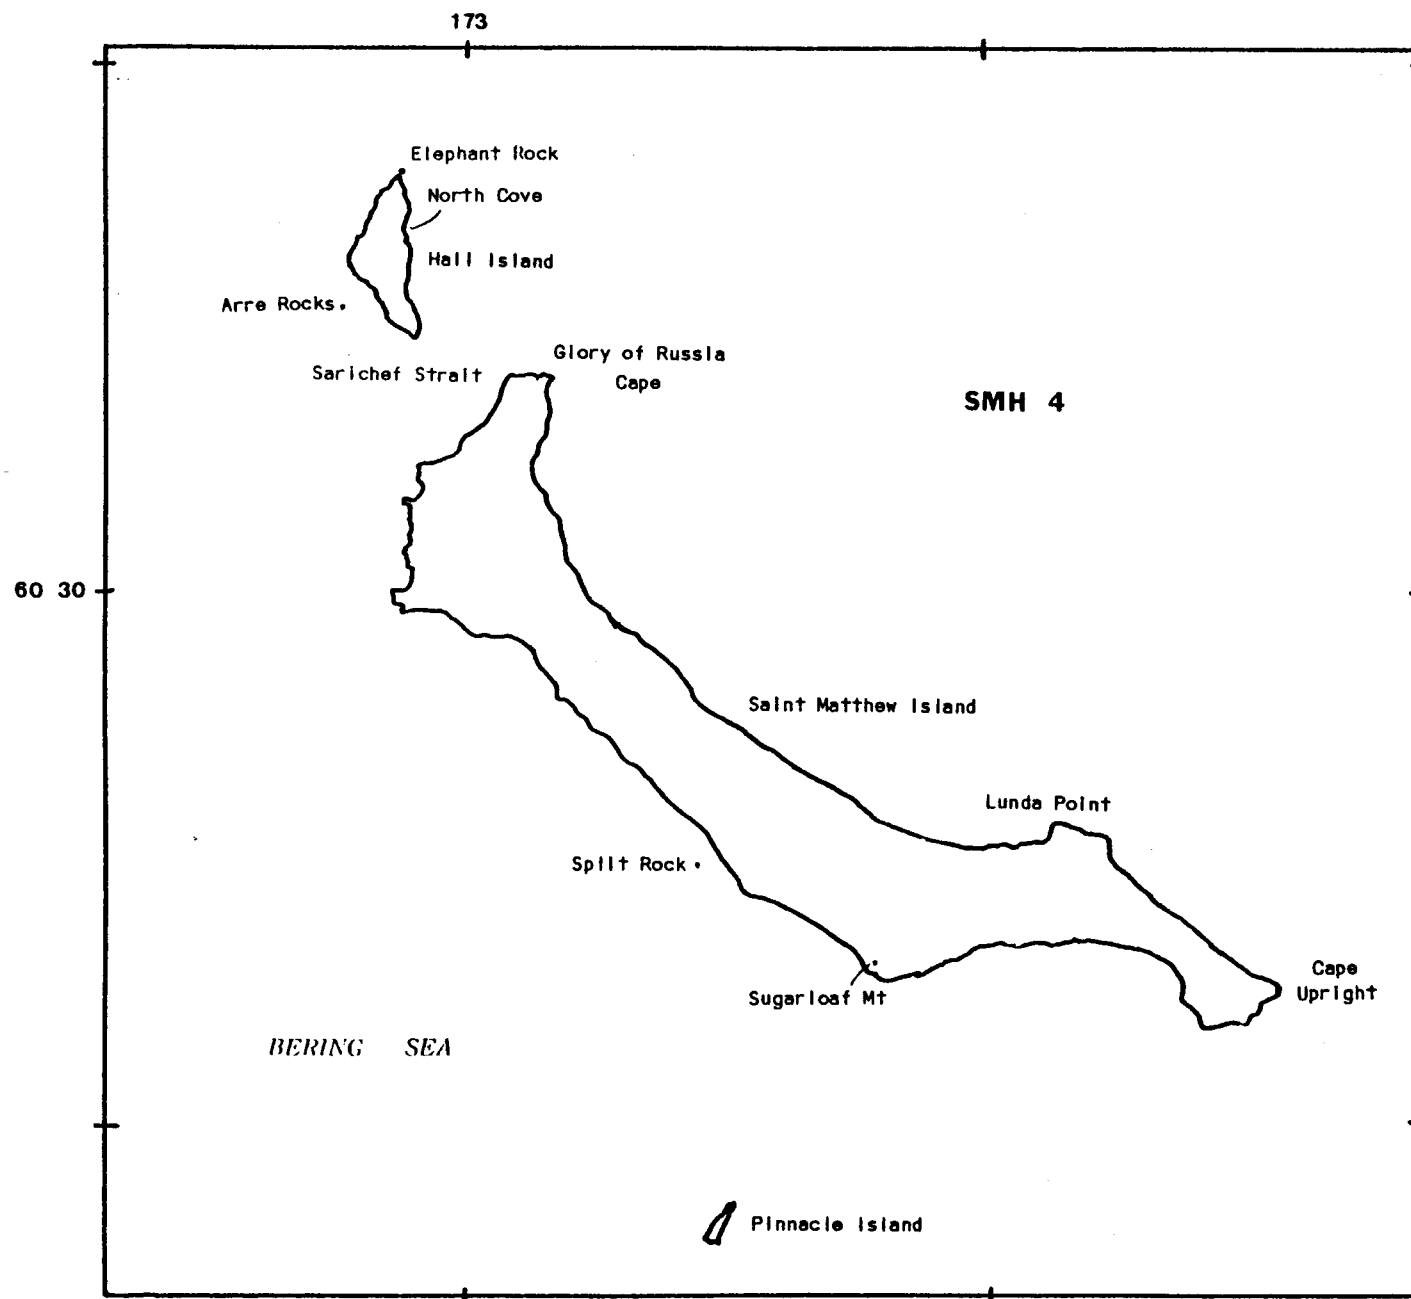 173
Elephant Rock
North Cove
Hall Island
Arre Rocks
Glory of Russia
Cape
Sarichef Strait
SMH 4
60 30
Saint Matthew Island
Lunda Point
Split Rock
Cape
Upright
Sugarloaf Mt
BERING SEA
Pinnacle Island